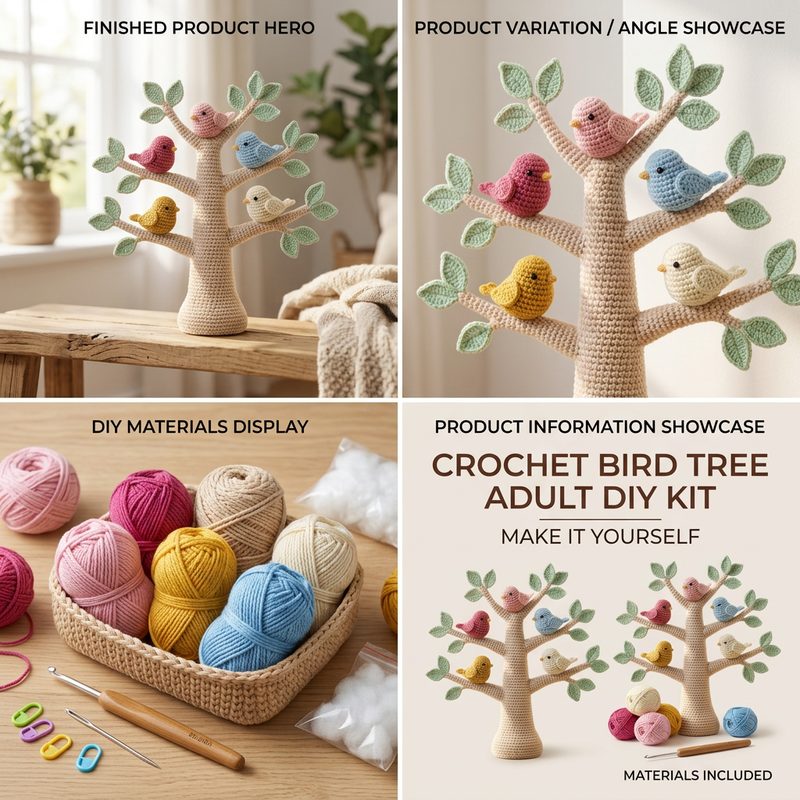 FINISHED PRODUCT HERO
PRODUCT VARIATION / ANGLE SHOWCASE
DIY MATERIALS DISPLAY
PRODUCT INFORMATION SHOWCASE
CROCHET BIRD TREE
ADULT DIY KIT
MAKE IT YOURSELF
MATERIALS INCLUDED